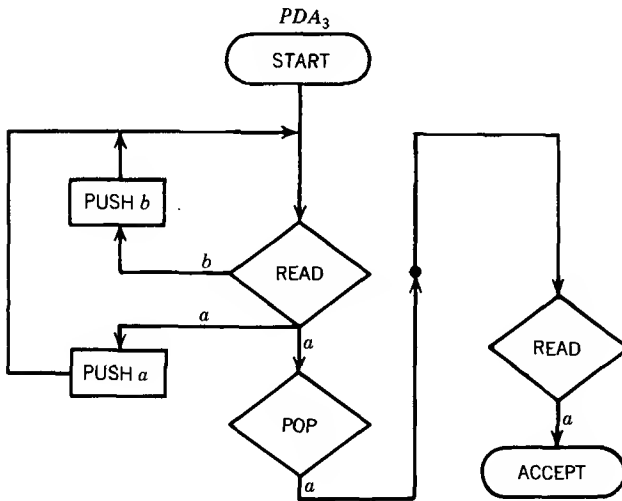 PDA₃
START
PUSH b
b
READ
a
a
PUSH a
POP
a
READ
a
ACCEPT